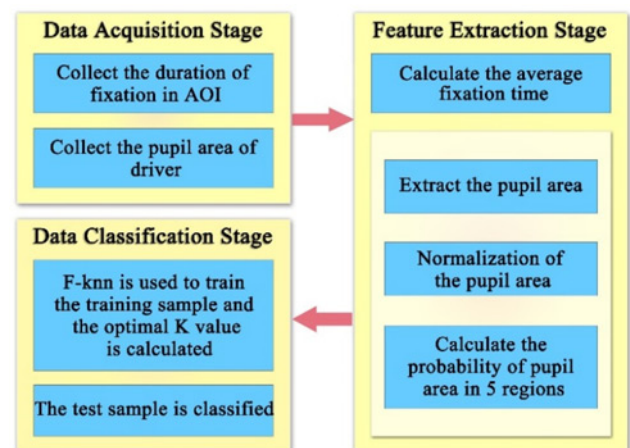 Data Acquisition Stage
Collect the duration of
fixation in AOI
Collect the pupil area of
driver
Feature Extraction Stage
Calculate the average
fixation time
Extract the pupil area
Normalization of
the pupil area
Calculate the
probability of pupil
area in 5 regions
Data Classification Stage
F-knn is used to train
the training sample and
the optimal K value
is calculated
The test sample is classified